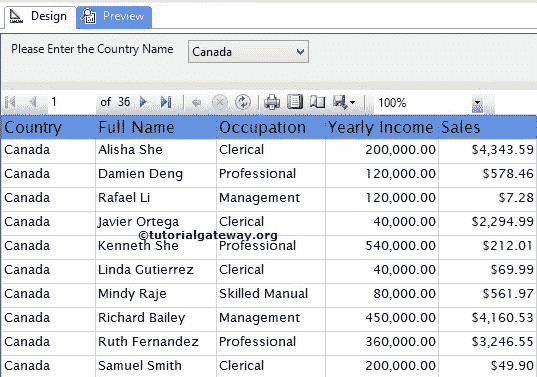 Design Preview
Please Enter the Country Name Canada
1 of 36 100%
Country Full Name Occupation Yearly Income Sales
Canada Alisha She Clerical 200,000.00 $4,343.59
Canada Damien Deng Professional 120,000.00 $578.46
Canada Rafael Li Management 120,000.00 $7.28
Canada Javier Ortega Clerical 40,000.00 $2,294.99
©tutorialgateway.org
Canada Kenneth She Professional 540,000.00 $212.01
Canada Linda Gutierrez Clerical 40,000.00 $69.99
Canada Mindy Raje Skilled Manual 80,000.00 $561.97
Canada Richard Bailey Management 450,000.00 $4,160.53
Canada Ruth Fernandez Professional 360,000.00 $3,246.55
Canada Samuel Smith Clerical 200,000.00 $49.90